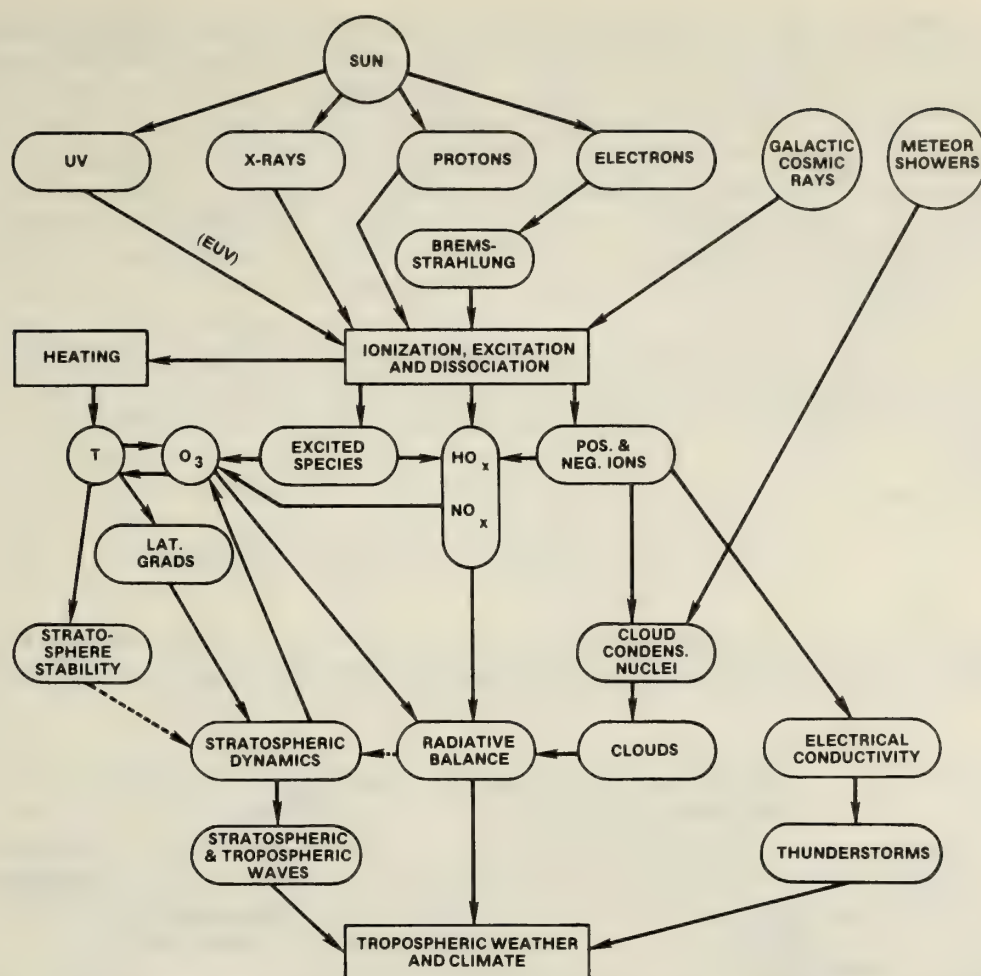 SUN
UV
X-RAYS
PROTONS
ELECTRONS
GALACTIC
COSMIC
RAYS
METEOR
SHOWERS
(EUV)
BREMS-
STRAHLUNG
HEATING
IONIZATION, EXCITATION
AND DISSOCIATION
T
O3
EXCITED
SPECIES
HOX
NOX
POS. &
NEG. IONS
LAT.
GRADS
STRATO-
SPHERE
STABILITY
CLOUD
CONDENS.
NUCLEI
STRATOSPHERIC
DYNAMICS
RADIATIVE
BALANCE
CLOUDS
ELECTRICAL
CONDUCTIVITY
STRATOSPHERIC
& TROPOSPHERIC
WAVES
THUNDERSTORMS
TROPOSPHERIC WEATHER
AND CLIMATE